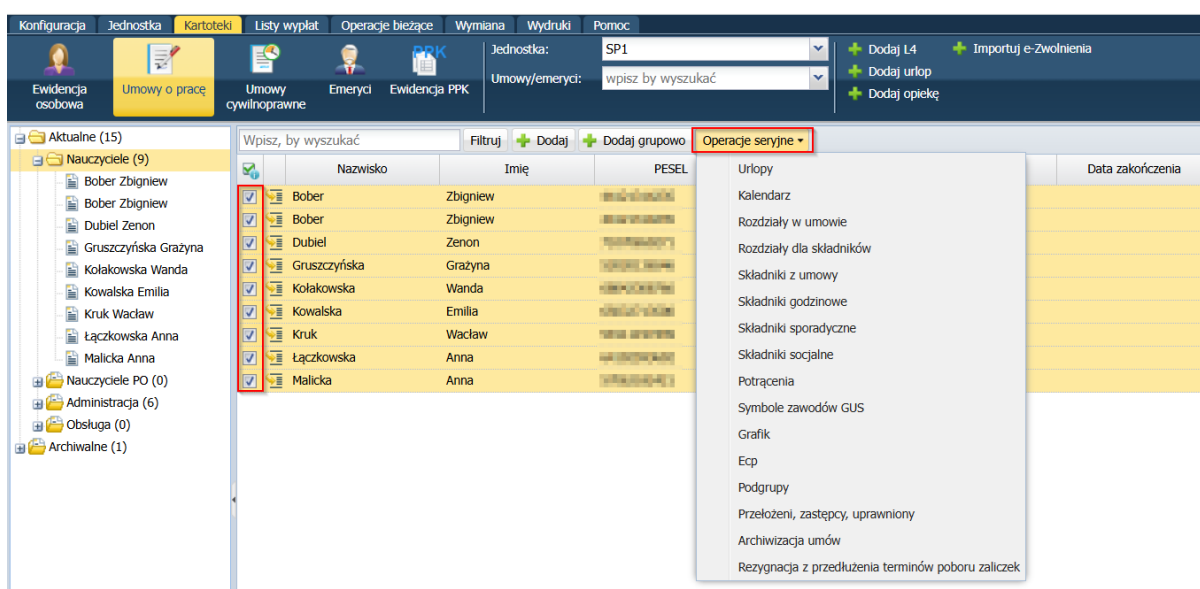 Konfiguracja Jednostka Kartoteki Listy wypłat Operacje bieżące Wymiana Wydruki Pomoc
Ewidencja osobowa
Umowy o pracę
Umowy cywilnoprawne
Emeryci
PPK
Ewidencja PPK
Jednostka: SP1
Umowy/emeryci: wpisz by wyszukać
Dodaj L4
Dodaj urlop
Dodaj opiekę
Importuj e-Zwolnienia
Aktualne (15)
Nauczyciele (9)
Bober Zbigniew
Bober Zbigniew
Dubiel Zenon
Gruszczyńska Grażyna
Kołakowska Wanda
Kowalska Emilia
Kruk Wacław
Łączkowska Anna
Malicka Anna
Nauczyciele PO (0)
Administracja (6)
Obsługa (0)
Archiwalne (1)
Wpisz, by wyszukać Filtruj Dodaj Dodaj grupowo Operacje seryjne
Nazwisko Imię PESEL Data zakończenia
Bober Zbigniew
Bober Zbigniew
Dubiel Zenon
Gruszczyńska Grażyna
Kołakowska Wanda
Kowalska Emilia
Kruk Wacław
Łączkowska Anna
Malicka Anna
Urlopy
Kalendarz
Rozdziały w umowie
Rozdziały dla składników
Składniki z umowy
Składniki godzinowe
Składniki sporadyczne
Składniki socjalne
Potrącenia
Symbole zawodów GUS
Grafik
Ecp
Podgrupy
Przełożeni, zastępcy, uprawniony
Archiwizacja umów
Rezygnacja z przedłużenia terminów poboru zaliczek